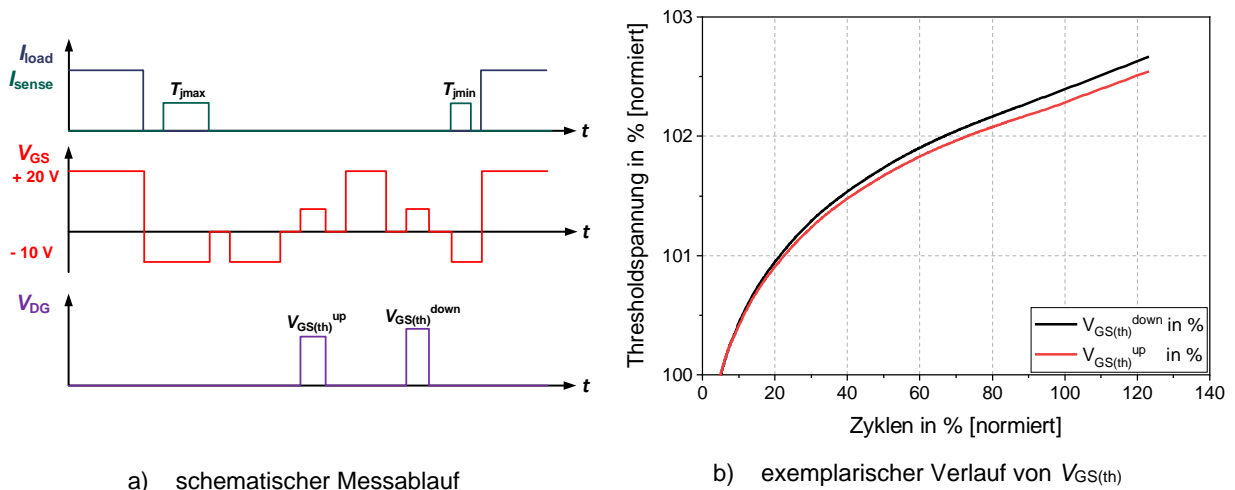 I_load
I_sense
T_jmax
T_jmin
t
V_GS
+ 20 V
- 10 V
t
V_DG
V_GS(th)^up
V_GS(th)^down
t
a) schematischer Messablauf
Thresholdspannung in % [normiert]
103
102
101
100
0 20 40 60 80 100 120 140
Zyklen in % [normiert]
V_GS(th)^down in %
V_GS(th)^up in %
b) exemplarischer Verlauf von V_GS(th)